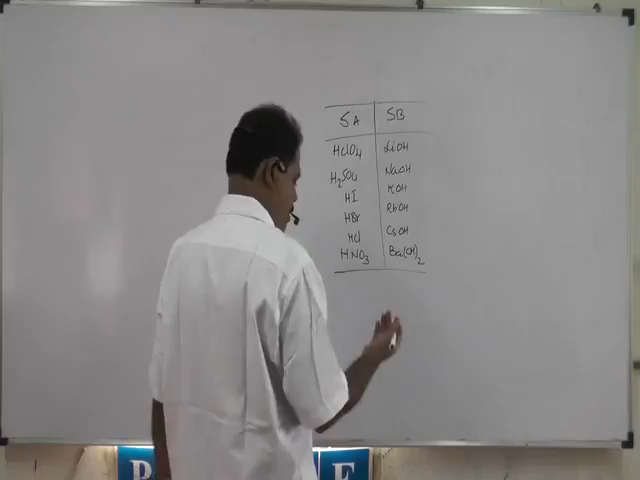 SA SB
HClO4 LiOH
H2SO4 NaOH
HI KOH
HBr RbOH
HCl CsOH
HNO3 Ba(OH)2
P E